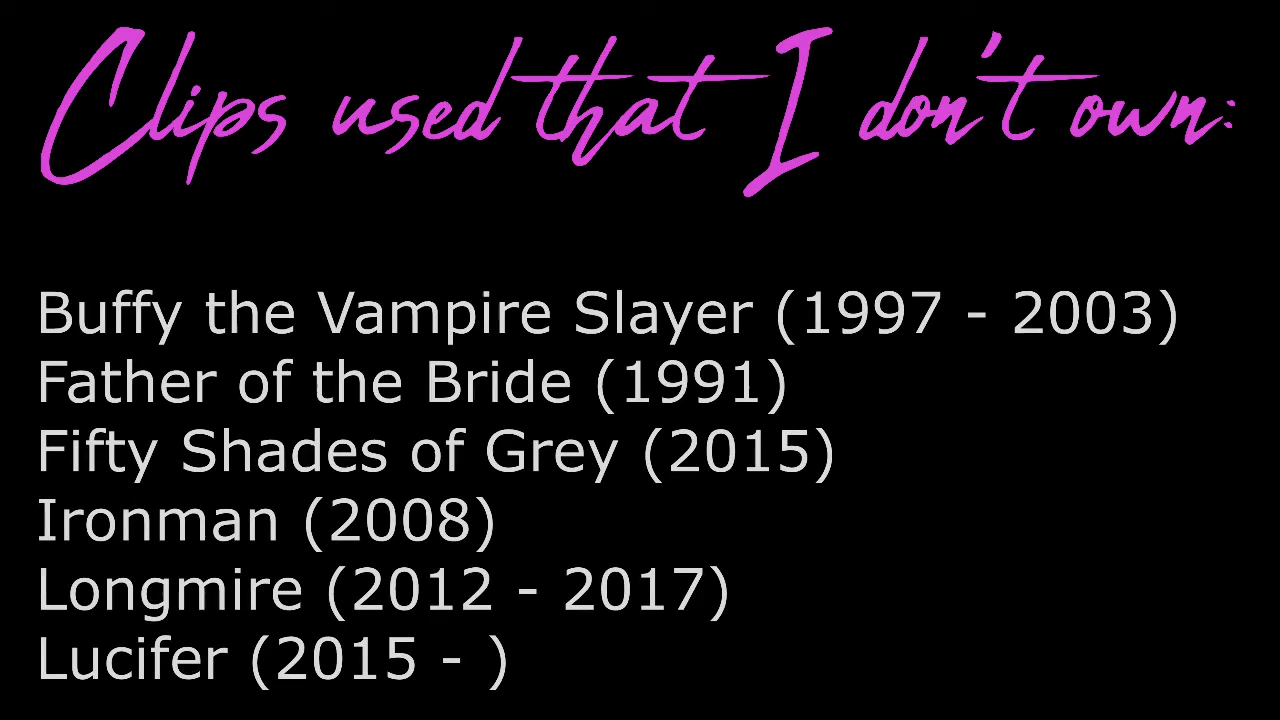 Clips used that I don't own:
Buffy the Vampire Slayer (1997 - 2003)
Father of the Bride (1991)
Fifty Shades of Grey (2015)
Ironman (2008)
Longmire (2012 - 2017)
Lucifer (2015 - )